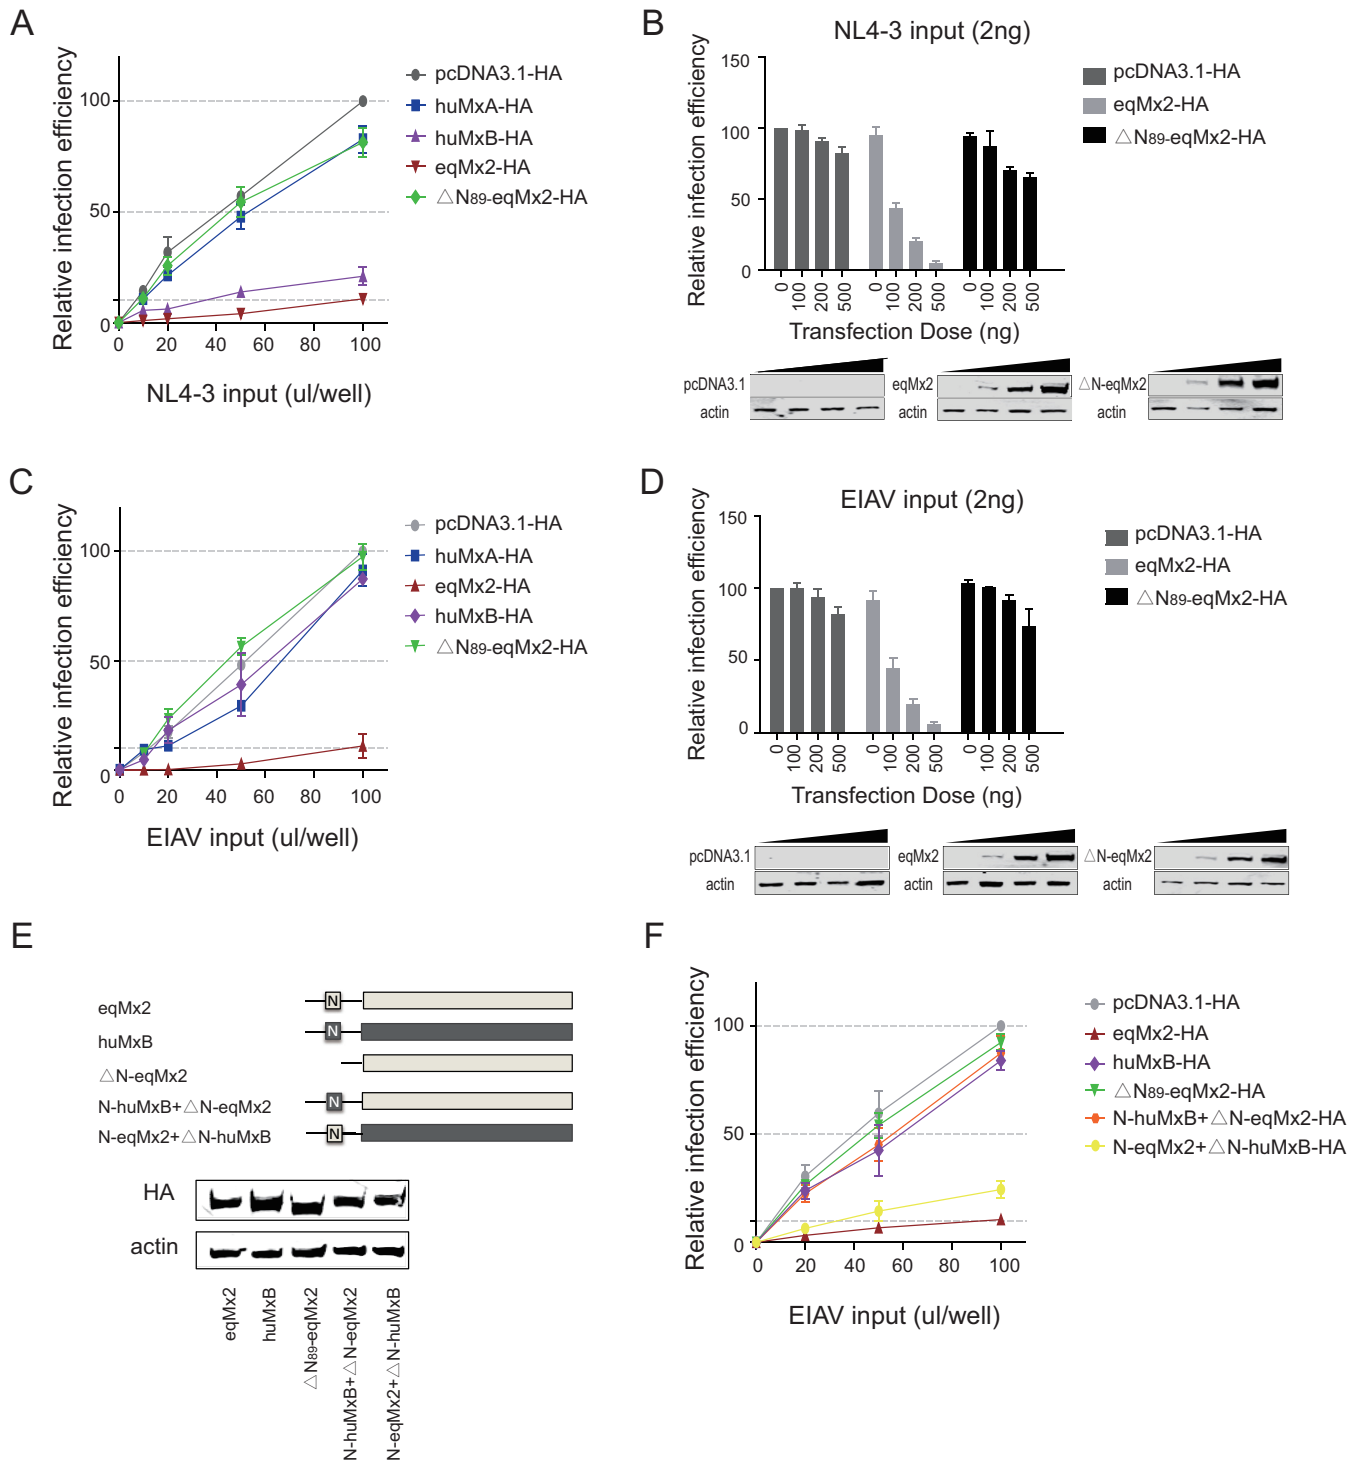 A
Relative infection efficiency
100
50
0
0 20 40 60 80 100
NL4-3 input (ul/well)
pcDNA3.1-HA
huMxA-HA
huMxB-HA
eqMx2-HA
△N89-eqMx2-HA
B
NL4-3 input (2ng)
Relative infection efficiency
150
100
50
0
0 100 200 500 0 100 200 500 0 100 200 500
Transfection Dose (ng)
pcDNA3.1-HA
eqMx2-HA
△N89-eqMx2-HA
pcDNA3.1 eqMx2 △N-eqMx2
actin actin actin
C
Relative infection efficiency
100
50
0
0 20 40 60 80 100
EIAV input (ul/well)
pcDNA3.1-HA
huMxA-HA
eqMx2-HA
huMxB-HA
△N89-eqMx2-HA
D
EIAV input (2ng)
Relative infection efficiency
150
100
50
0
0 100 200 500 0 100 200 500 0 100 200 500
Transfection Dose (ng)
pcDNA3.1-HA
eqMx2-HA
△N89-eqMx2-HA
pcDNA3.1 eqMx2 △N-eqMx2
actin actin actin
E
eqMx2 N
huMxB N
△N-eqMx2
N-huMxB+△N-eqMx2 N
N-eqMx2+△N-huMxB N
HA
actin
eqMx2
huMxB
△N89-eqMx2
N-huMxB+△N-eqMx2
N-eqMx2+△N-huMxB
F
Relative infection efficiency
100
50
0
0 20 40 60 80 100
EIAV input (ul/well)
pcDNA3.1-HA
eqMx2-HA
huMxB-HA
△N89-eqMx2-HA
N-huMxB+△N-eqMx2-HA
N-eqMx2+△N-huMxB-HA